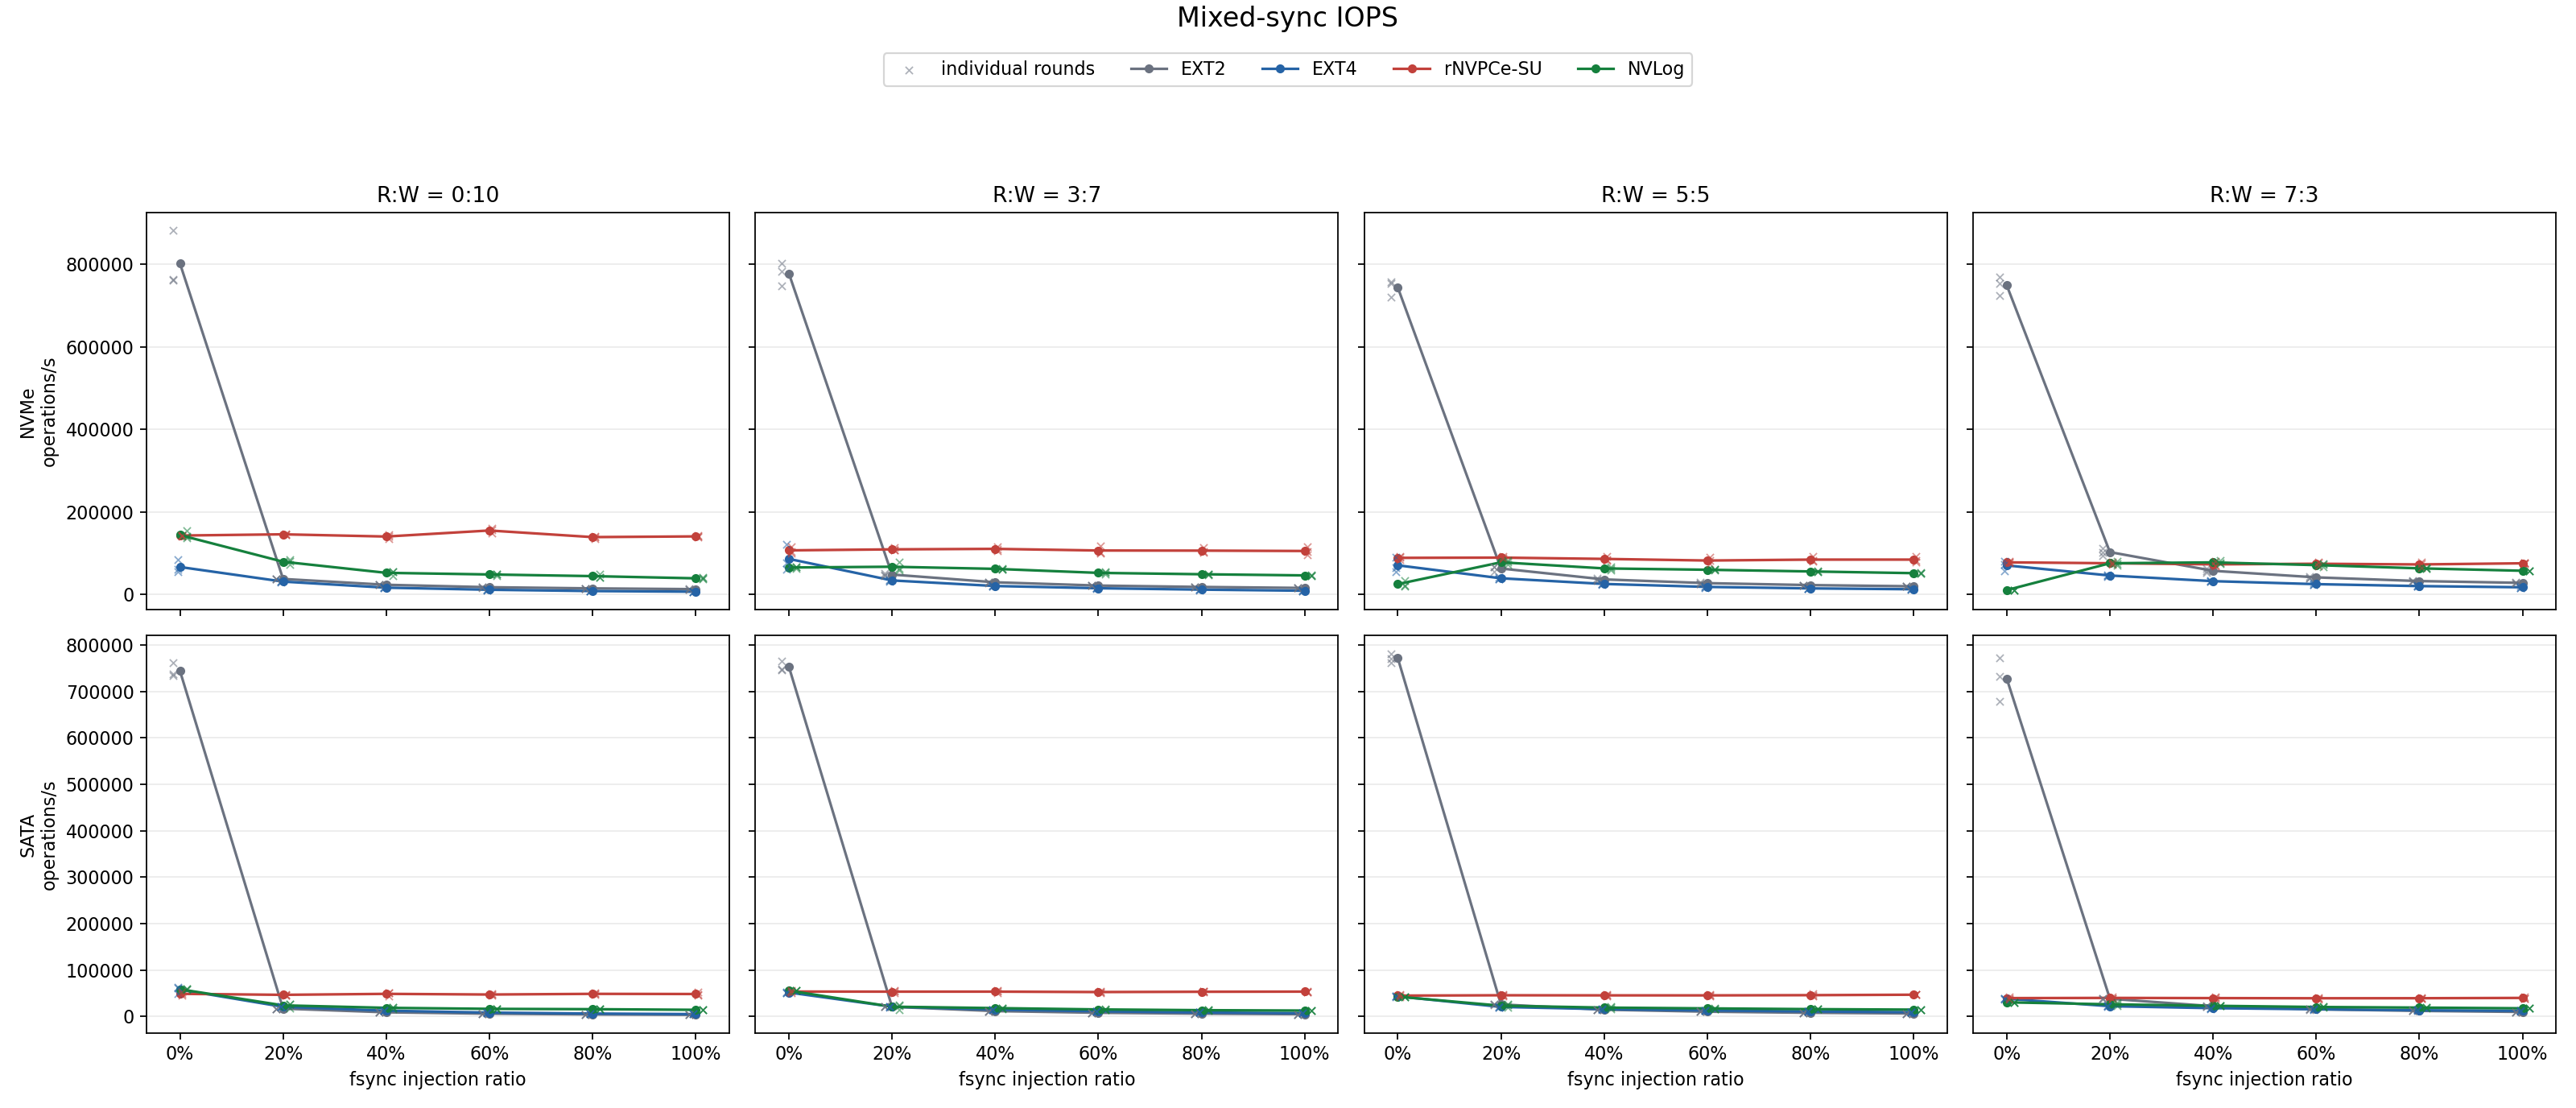 Mixed-sync IOPS
individual rounds EXT2 EXT4 rNVPCe-SU NVLog
R:W = 0:10 R:W = 3:7 R:W = 5:5 R:W = 7:3
NVMe
operations/s
800000
600000
400000
200000
0
SATA
operations/s
800000
700000
600000
500000
400000
300000
200000
100000
0
0% 20% 40% 60% 80% 100% 0% 20% 40% 60% 80% 100% 0% 20% 40% 60% 80% 100% 0% 20% 40% 60% 80% 100%
fsync injection ratio fsync injection ratio fsync injection ratio fsync injection ratio